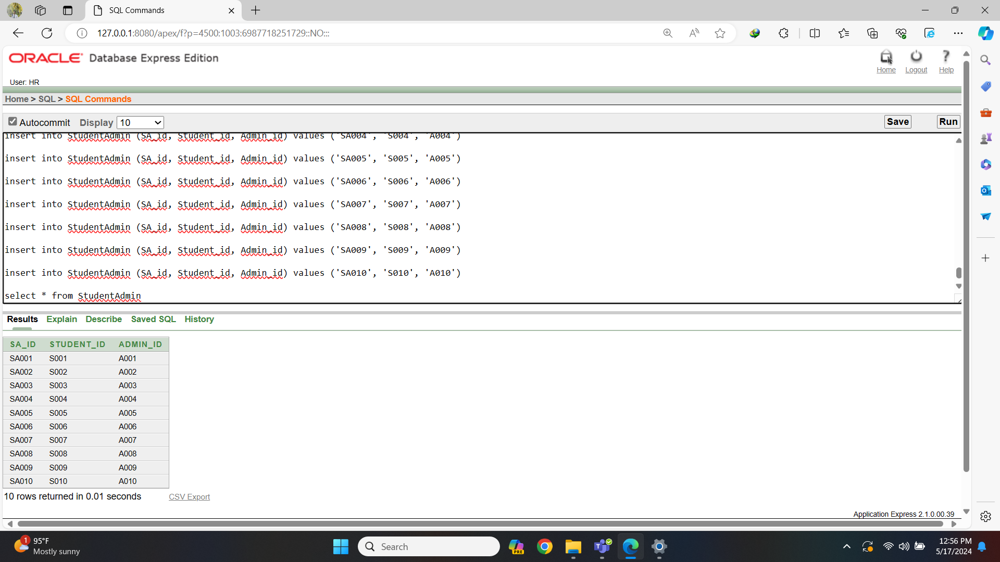 SQL Commands
127.0.0.1:8080/apex/f?p=4500:1003:6987718251729::NO:::
ORACLE Database Express Edition
Home Logout Help
User: HR
Home > SQL > SQL Commands
Autocommit Display 10 Save Run
insert into StudentAdmin (SA_id, Student_id, Admin_id) values ('SA004', 'S004', 'A004')
insert into StudentAdmin (SA_id, Student_id, Admin_id) values ('SA005', 'S005', 'A005')
insert into StudentAdmin (SA_id, Student_id, Admin_id) values ('SA006', 'S006', 'A006')
insert into StudentAdmin (SA_id, Student_id, Admin_id) values ('SA007', 'S007', 'A007')
insert into StudentAdmin (SA_id, Student_id, Admin_id) values ('SA008', 'S008', 'A008')
insert into StudentAdmin (SA_id, Student_id, Admin_id) values ('SA009', 'S009', 'A009')
insert into StudentAdmin (SA_id, Student_id, Admin_id) values ('SA010', 'S010', 'A010')
select * from StudentAdmin
Results Explain Describe Saved SQL History
SA_ID STUDENT_ID ADMIN_ID
SA001 S001 A001
SA002 S002 A002
SA003 S003 A003
SA004 S004 A004
SA005 S005 A005
SA006 S006 A006
SA007 S007 A007
SA008 S008 A008
SA009 S009 A009
SA010 S010 A010
10 rows returned in 0.01 seconds CSV Export
Application Express 2.1.0.00.39
1 95°F
Mostly sunny
Search
PRE
12:56 PM
5/17/2024